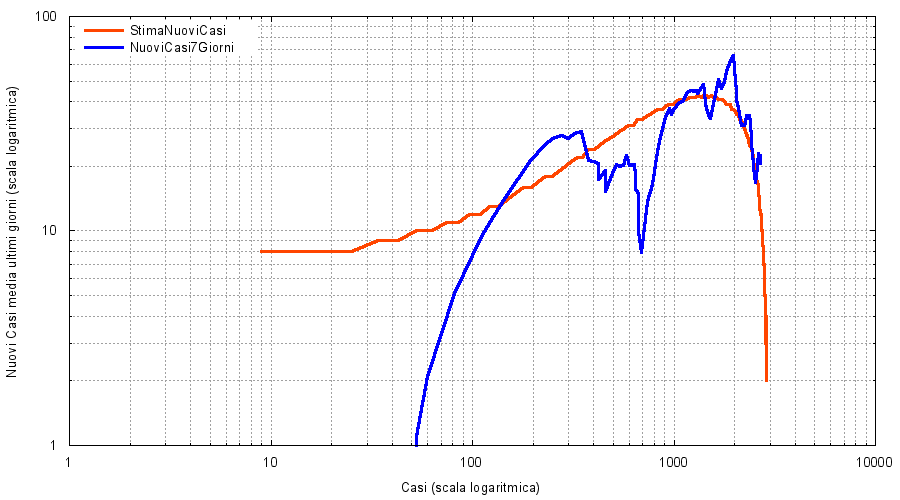 100
StimaNuoviCasi
NuoviCasi7Giorni
10
1
Nuovi Casi media ultimi giorni (scala logaritmica)
1 10 100 1000 10000
Casi (scala logaritmica)